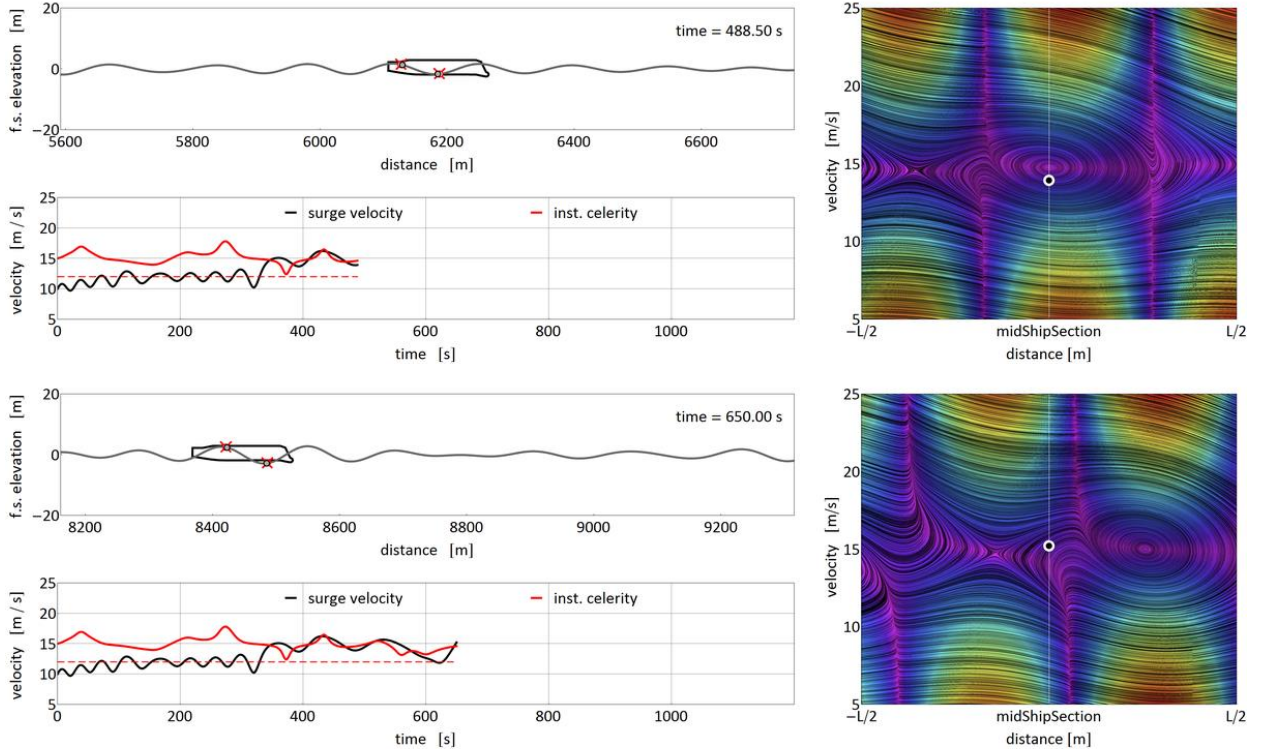 20
0
−20
f.s. elevation [m]
time = 488.50 s
5600 5800 6000 6200 6400 6600
distance [m]
25
20
15
10
5
velocity [m / s]
surge velocity
inst. celerity
0 200 400 600 800 1000
time [s]
25
20
15
10
5
velocity [m/s]
−L/2 midShipSection L/2
distance [m]
20
0
−20
f.s. elevation [m]
time = 650.00 s
8200 8400 8600 8800 9000 9200
distance [m]
25
20
15
10
5
velocity [m / s]
surge velocity
inst. celerity
0 200 400 600 800 1000
time [s]
25
20
15
10
5
velocity [m/s]
−L/2 midShipSection L/2
distance [m]